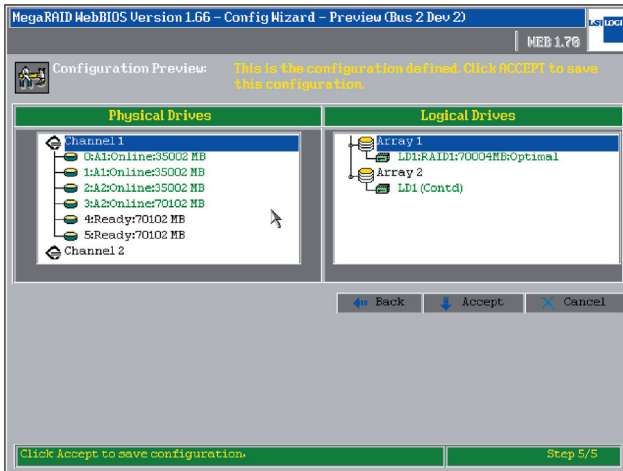 MegaRAID WebBIOS Version 1.66 - Config Wizard - Preview (Bus 2 Dev 2)
LSI LOGI
WEB 1.70
Configuration Preview:
This is the configuration defined. Click ACCEPT to save
this configuration.
Physical Drives
Channel 1
0:A1:Online:35002 MB
1:A1:Online:35002 MB
2:A2:Online:35002 MB
3:A2:Online:70102 MB
4:Ready:70102 MB
5:Ready:70102 MB
Channel 2
Logical Drives
Array 1
LD1:RAID1:70004MB:Optimal
Array 2
LD1 (Contd)
Back
Accept
Cancel
Click Accept to save configuration.
Step 5/5